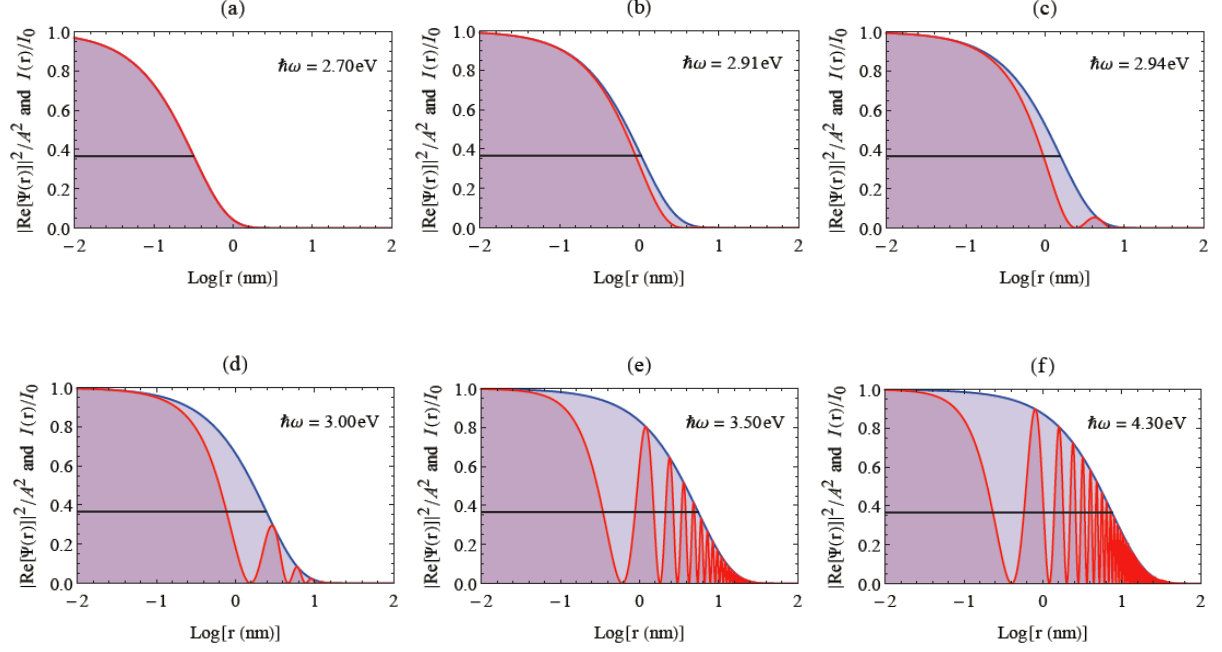 (a) (b) (c)
|Re[Ψ(r)]|²/A² and I(r)/I₀
1.0
0.8
0.6
0.4
0.2
0.0
ℏω = 2.70eV
−2 −1 0 1 2
Log[r (nm)]
|Re[Ψ(r)]|²/A² and I(r)/I₀
1.0
0.8
0.6
0.4
0.2
0.0
ℏω = 2.91eV
−2 −1 0 1 2
Log[r (nm)]
|Re[Ψ(r)]|²/A² and I(r)/I₀
1.0
0.8
0.6
0.4
0.2
0.0
ℏω = 2.94eV
−2 −1 0 1 2
Log[r (nm)]
(d) (e) (f)
|Re[Ψ(r)]|²/A² and I(r)/I₀
1.0
0.8
0.6
0.4
0.2
0.0
ℏω = 3.00eV
−2 −1 0 1 2
Log[r (nm)]
|Re[Ψ(r)]|²/A² and I(r)/I₀
1.0
0.8
0.6
0.4
0.2
0.0
ℏω = 3.50eV
−2 −1 0 1 2
Log[r (nm)]
|Re[Ψ(r)]|²/A² and I(r)/I₀
1.0
0.8
0.6
0.4
0.2
0.0
ℏω = 4.30eV
−2 −1 0 1 2
Log[r (nm)]